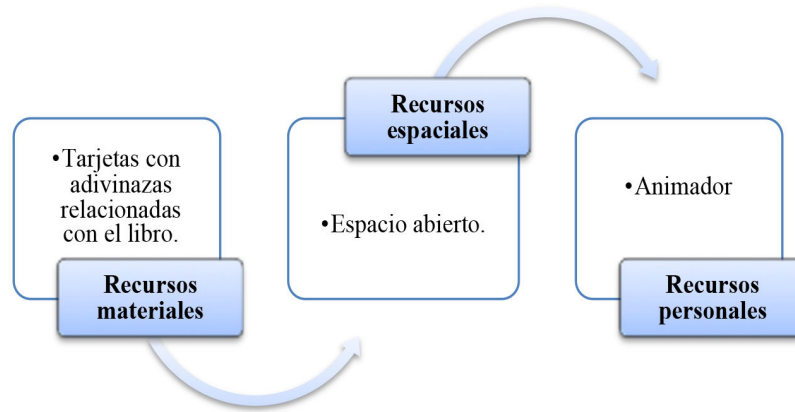 •Tarjetas con
adivinazas
relacionadas
con el libro.
Recursos
materiales
Recursos
espaciales
•Espacio abierto.
•Animador
Recursos
personales